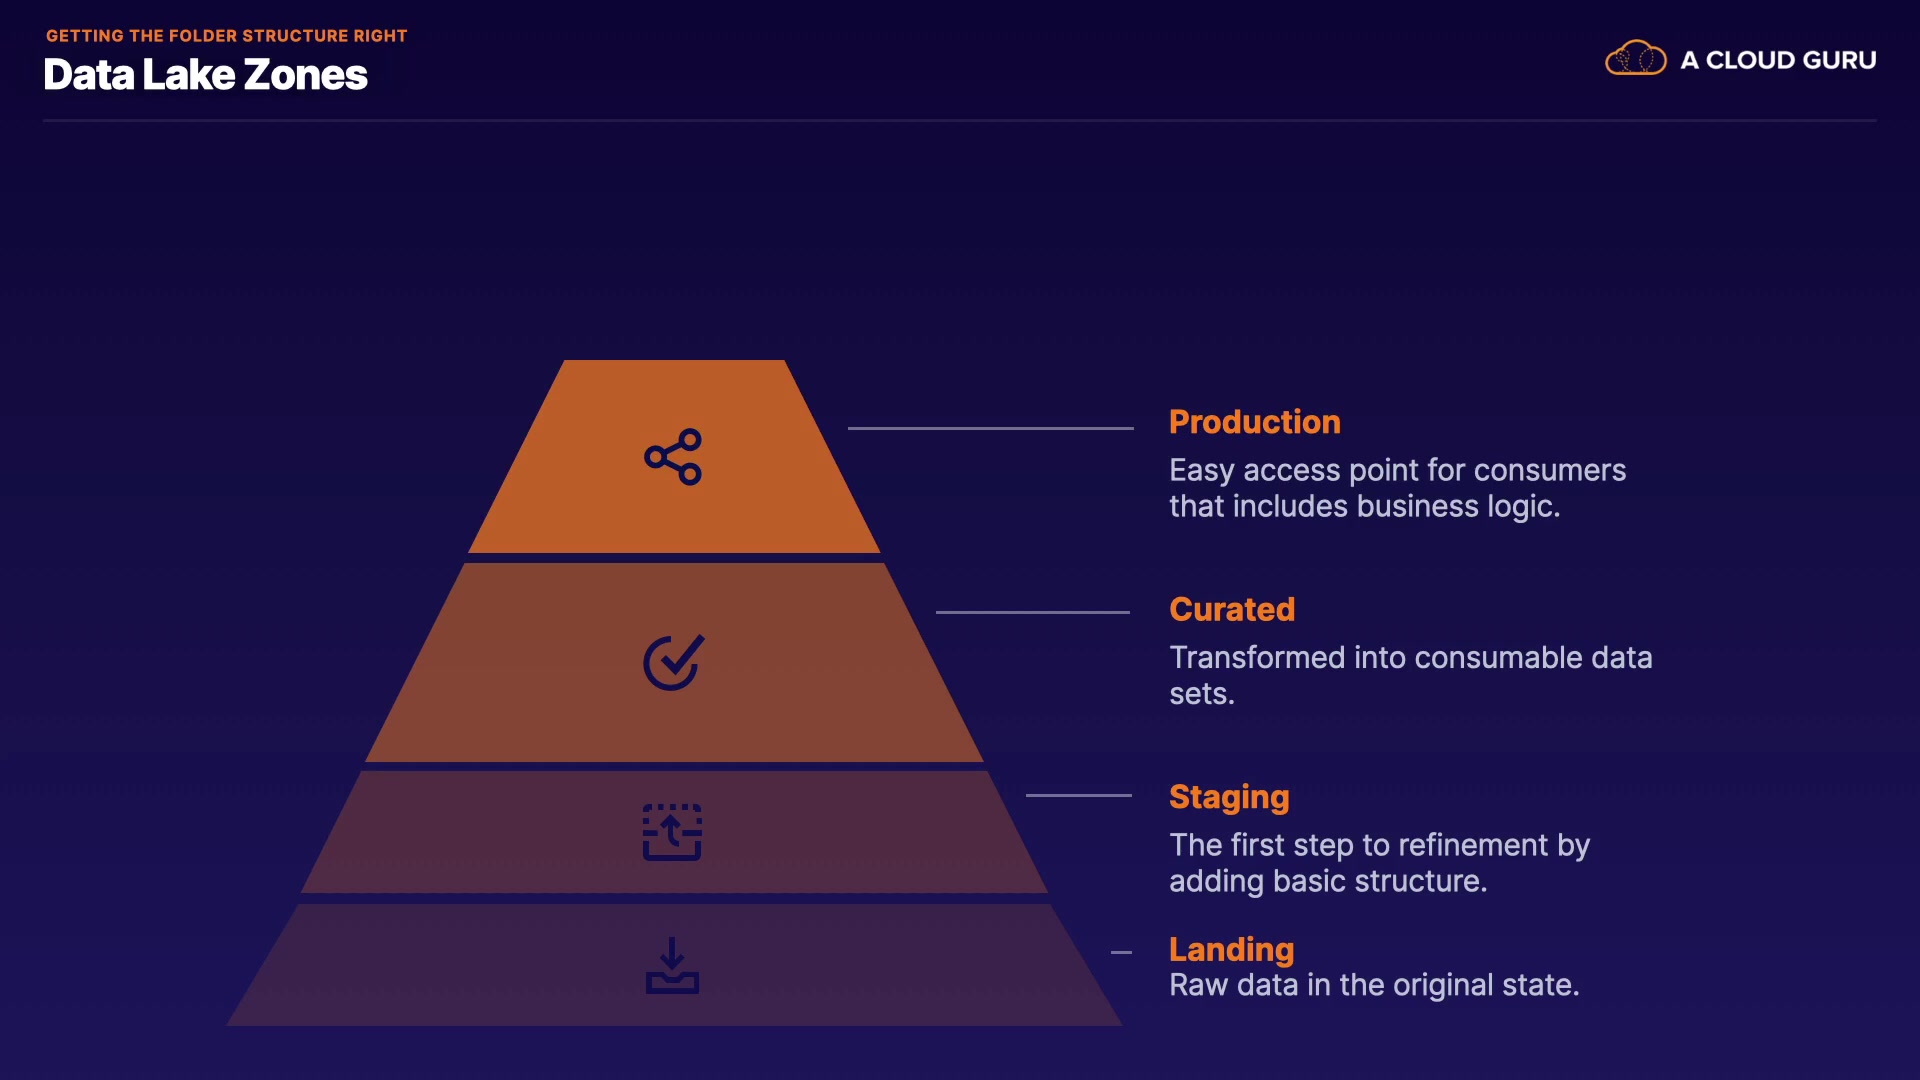 GETTING THE FOLDER STRUCTURE RIGHT
Data Lake Zones
A CLOUD GURU
Production
Easy access point for consumers
that includes business logic.
Curated
Transformed into consumable data
sets.
Staging
The first step to refinement by
adding basic structure.
Landing
Raw data in the original state.